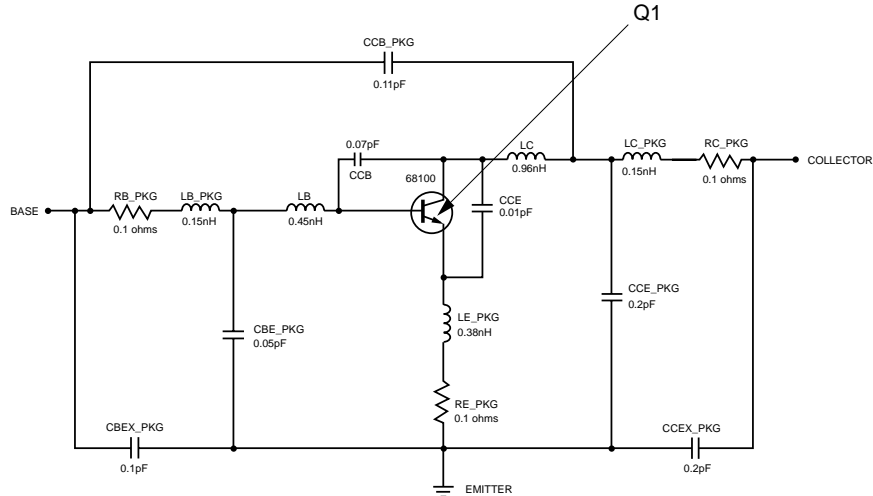 Q1
CCB_PKG
0.11pF
0.07pF
CCB
LC
0.96nH
LC_PKG
0.15nH
RC_PKG
0.1 ohms
COLLECTOR
68100
CCE
0.01pF
RB_PKG
0.1 ohms
LB_PKG
0.15nH
LB
0.45nH
BASE
CCE_PKG
0.2pF
LE_PKG
0.38nH
CBE_PKG
0.05pF
RE_PKG
0.1 ohms
CBEX_PKG
0.1pF
CCEX_PKG
0.2pF
EMITTER